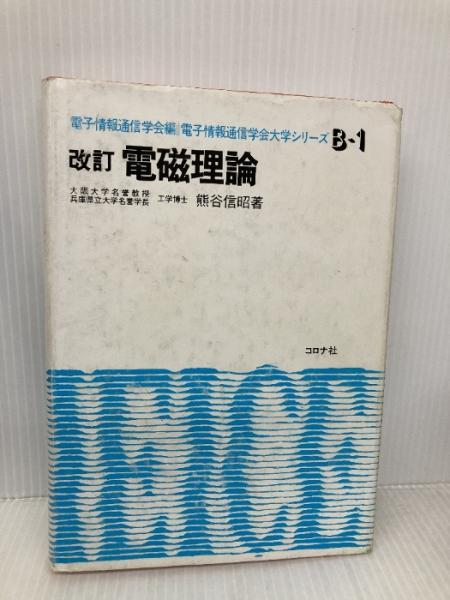 電子情報通信学会編 電子情報通信学会大学シリーズ B-1
改訂 電磁理論
大阪大学名誉教授
兵庫県立大学名誉学長 工学博士 熊谷信昭著
コロナ社